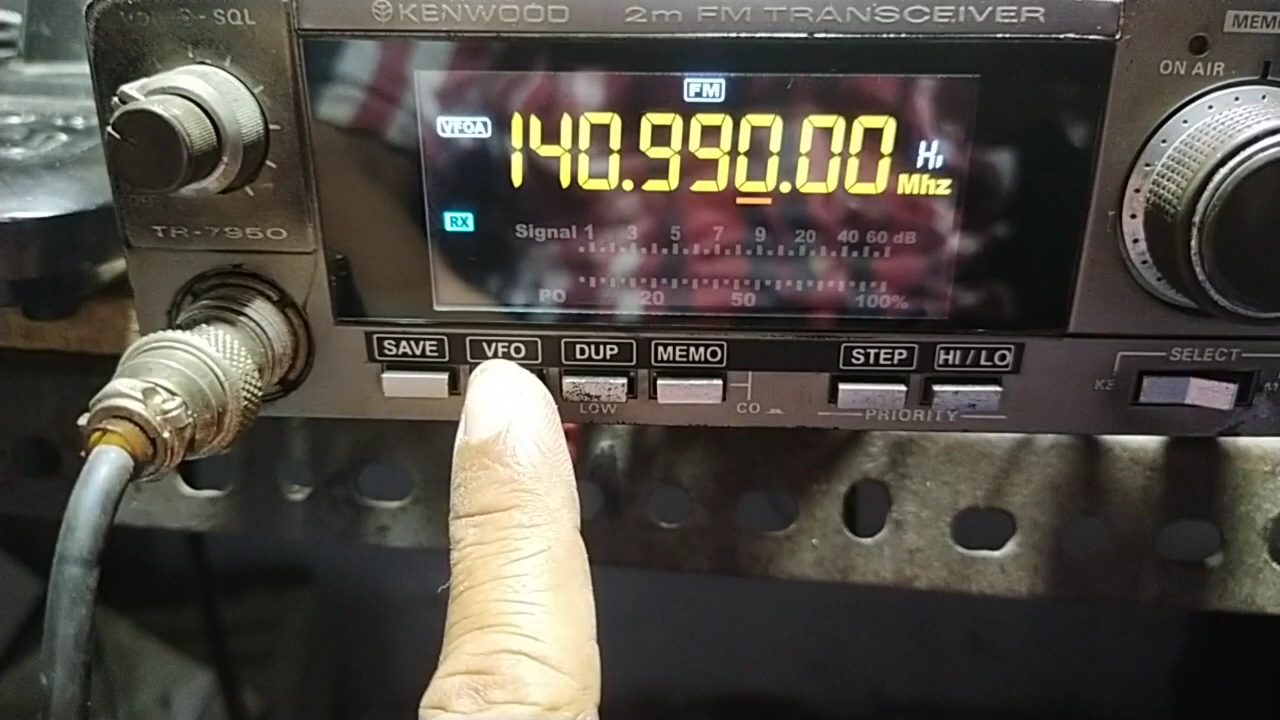 VOL SQL
KENWOOD 2m FM TRANSCEIVER
ON AIR
FM
VFOA 140.990.00 Hi
Mhz
RX
Signal 1 3 5 7 9 20 40 60 dB
PO 20 50 100%
OFF
TR-7950
SAVE VFO DUP MEMO STEP HI / LO SELECT
LOW CO PRIORITY